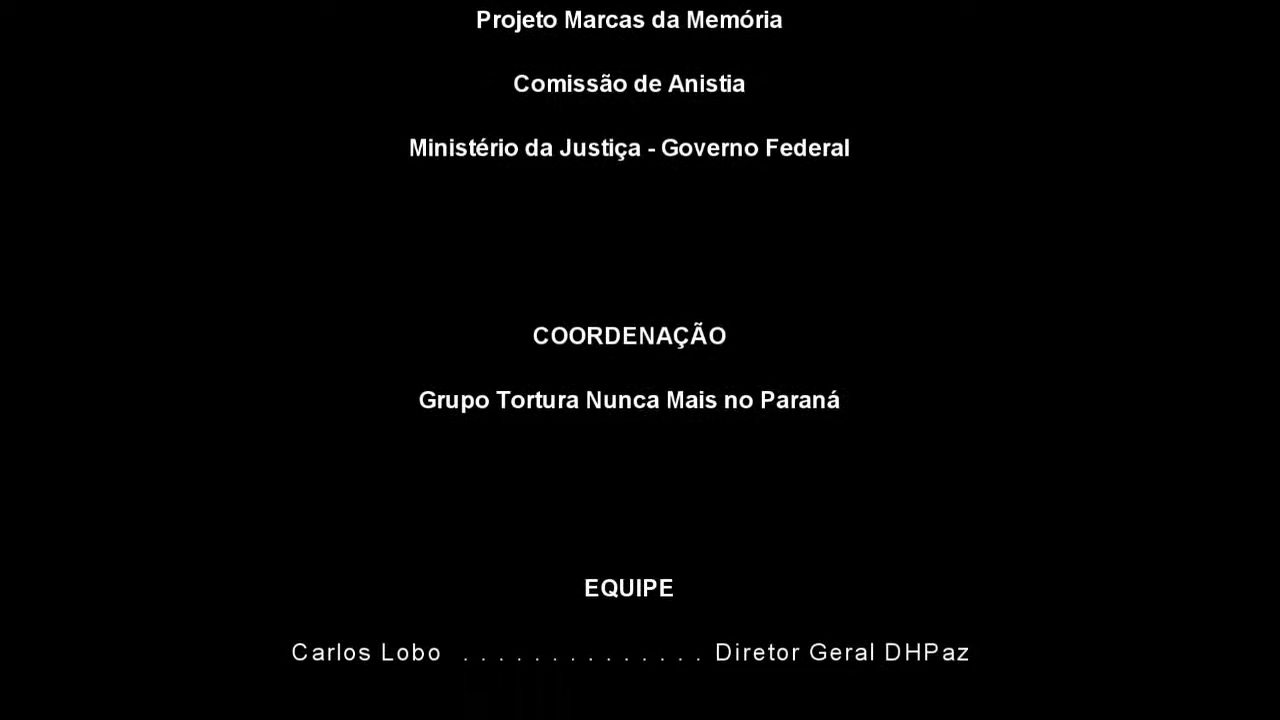 Projeto Marcas da Memória
Comissão de Anistia
Ministério da Justiça - Governo Federal
COORDENAÇÃO
Grupo Tortura Nunca Mais no Paraná
EQUIPE
Carlos Lobo . . . . . . . . . . . . . . Diretor Geral DHPaz